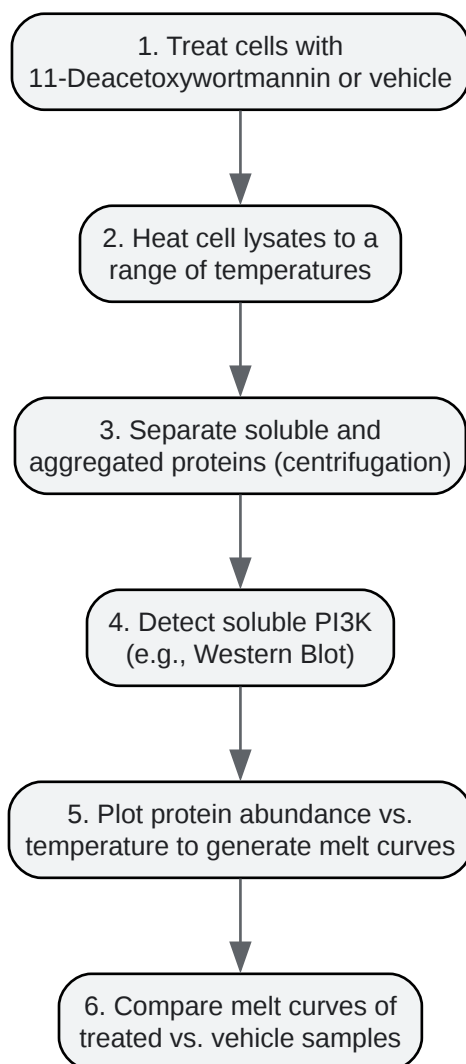 1. Treat cells with
11-Deacetoxywortmannin or vehicle
2. Heat cell lysates to a
range of temperatures
3. Separate soluble and
aggregated proteins (centrifugation)
4. Detect soluble PI3K
(e.g., Western Blot)
5. Plot protein abundance vs.
temperature to generate melt curves
6. Compare melt curves of
treated vs. vehicle samples